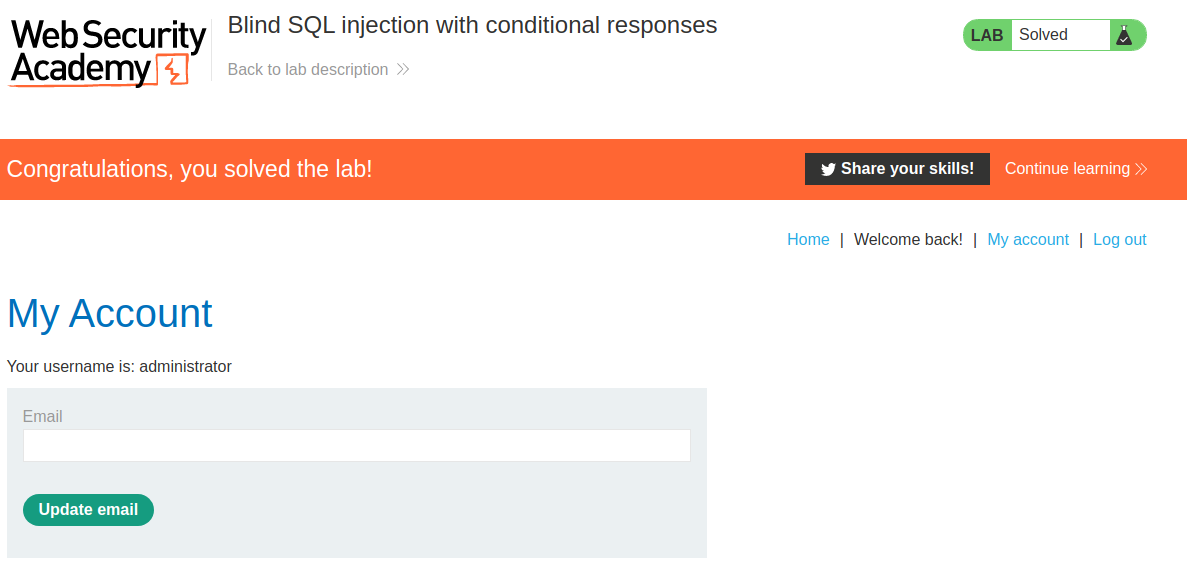 Web Security
Academy
Blind SQL injection with conditional responses
Back to lab description
LAB Solved
Congratulations, you solved the lab!
Share your skills! Continue learning
Home | Welcome back! | My account | Log out
My Account
Your username is: administrator
Email
Update email